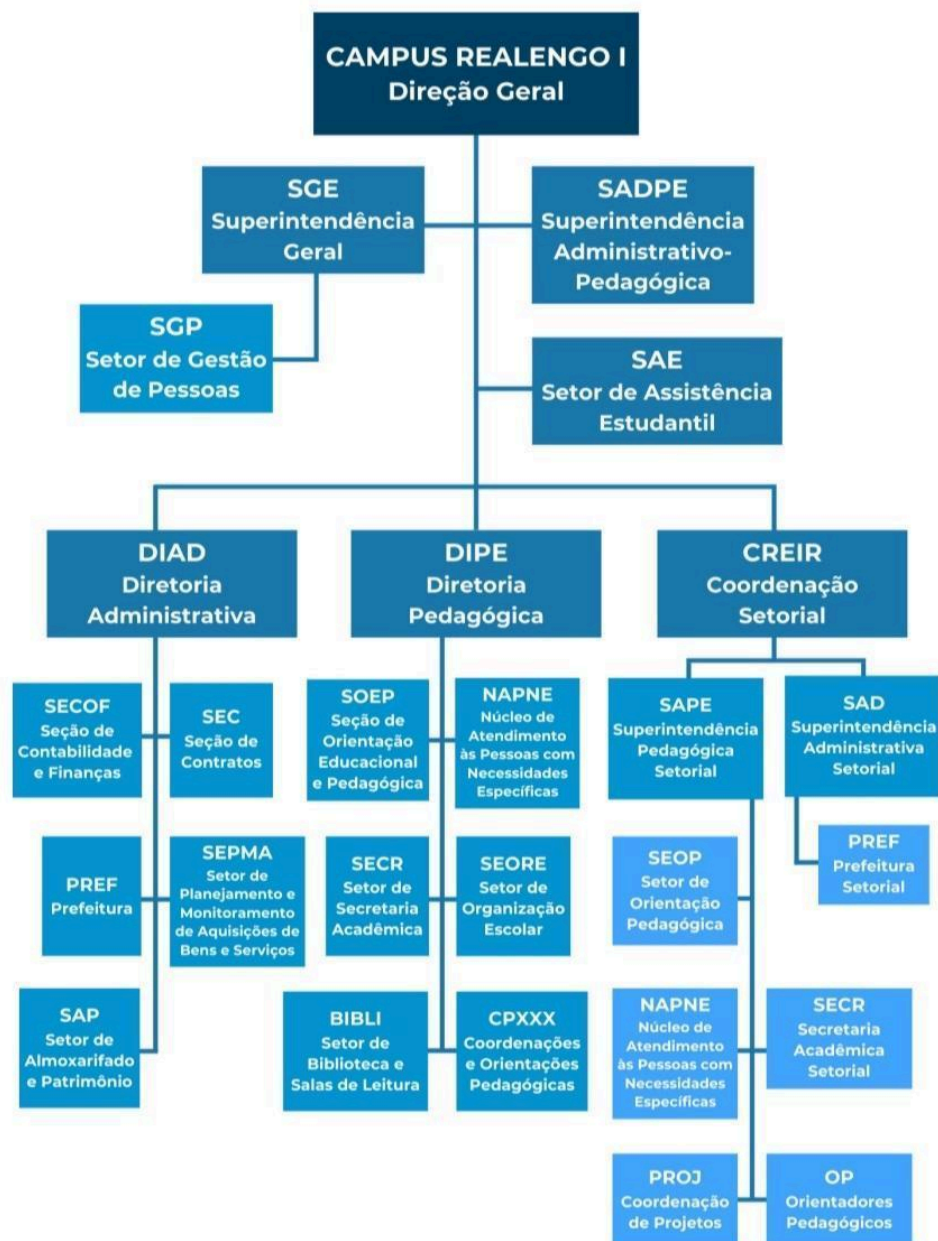 CAMPUS REALENGO I
Direção Geral
SGE
Superintendência
Geral
SADPE
Superintendência
Administrativo-
Pedagógica
SGP
Setor de Gestão
de Pessoas
SAE
Setor de Assistência
Estudantil
DIAD
Diretoria
Administrativa
DIPE
Diretoria
Pedagógica
CREIR
Coordenação
Setorial
SECOF
Seção de
Contabilidade
e Finanças
SEC
Seção de
Contratos
SOEP
Seção de
Orientação
Educacional
e Pedagógica
NAPNE
Núcleo de
Atendimento
às Pessoas com
Necessidades
Específicas
SAPE
Superintendência
Pedagógica
Setorial
SAD
Superintendência
Administrativa
Setorial
PREF
Prefeitura
SEPMA
Setor de
Planejamento e
Monitoramento
de Aquisições de
Bens e Serviços
SECR
Setor de
Secretaria
Acadêmica
SEORE
Setor de
Organização
Escolar
SEOP
Setor de
Orientação
Pedagógica
PREF
Prefeitura
Setorial
SAP
Setor de
Almoxarifado
e Patrimônio
BIBLI
Setor de
Biblioteca e
Salas de Leitura
CPXXX
Coordenações
e Orientações
Pedagógicas
NAPNE
Núcleo de
Atendimento
às Pessoas com
Necessidades
Específicas
SECR
Secretaria
Acadêmica
Setorial
PROJ
Coordenação
de Projetos
OP
Orientadores
Pedagógicos